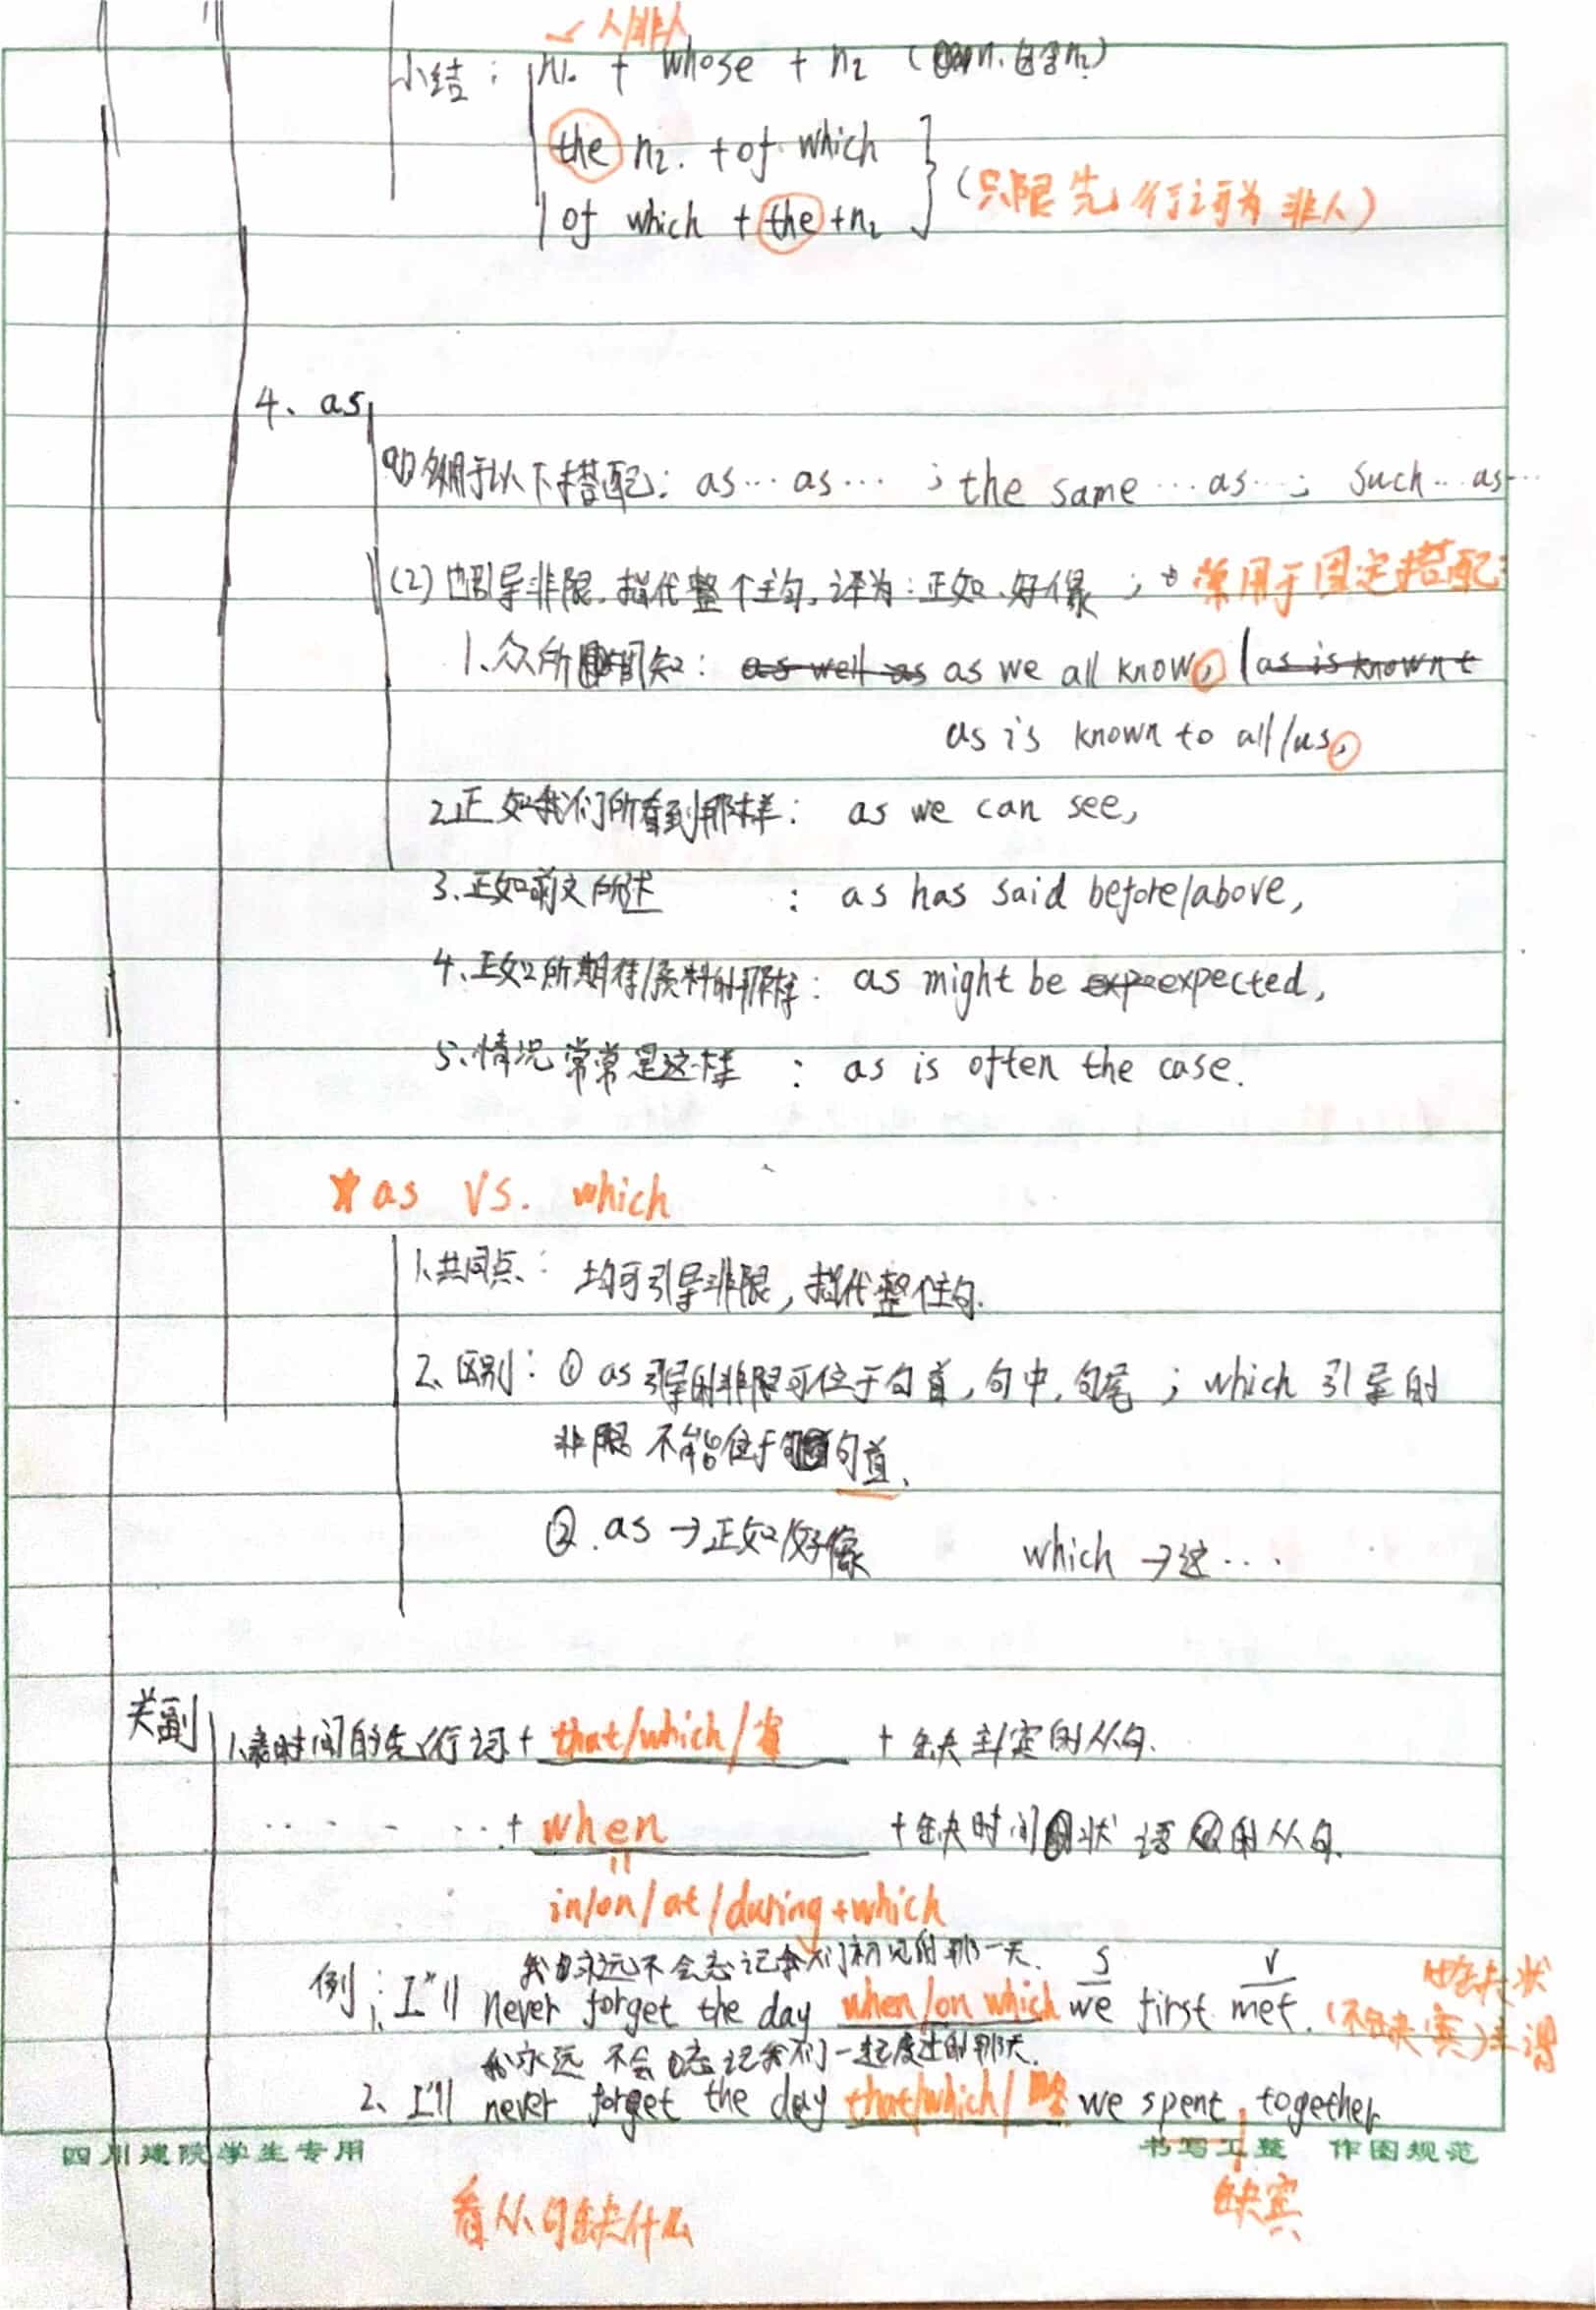 人/非人
小结: n1. + whose + n2 (n1包含n2)
the n2. + of which
of which + the + n2 (只限先行词为非人)
4、as
(1)多用于以下搭配: as…as… ; the same …as…; such…as…
(2) 引导非限,指代整个主句,译为:正如、好像; 常用于固定搭配:
1、众所周知: as well as as we all know, / as is known t
as is known to all/us,
2.正如我们所看到那样: as we can see,
3.正如前文所述 : as has said before/above,
4、正如所期待/预料的那样: as might be expected,
5、情况常常是这样 : as is often the case.
★as VS. which
1、共同点: 均可引导非限,指代整个主句.
2、区别: ① as引导的非限可位于句首,句中,句尾; which 引导的
非限不能位于句首.
②.as →正如/好像 which →这…
关副
1、表时间的先行词+ that/which/省 + 缺主/宾的从句.
…… + when + 缺时间状语的从句.
in/on/at/during+which
我永远不会忘记我们初见的那一天. S V 缺状
例: 1、I'll never forget the day when/on which we first met. (不缺宾)主谓
我永远不会忘记我们一起度过的那天.
2、I'll never forget the day that/which/省 we spent together
四川建院学生专用 书写工整 作图规范
缺宾
看从句缺什么